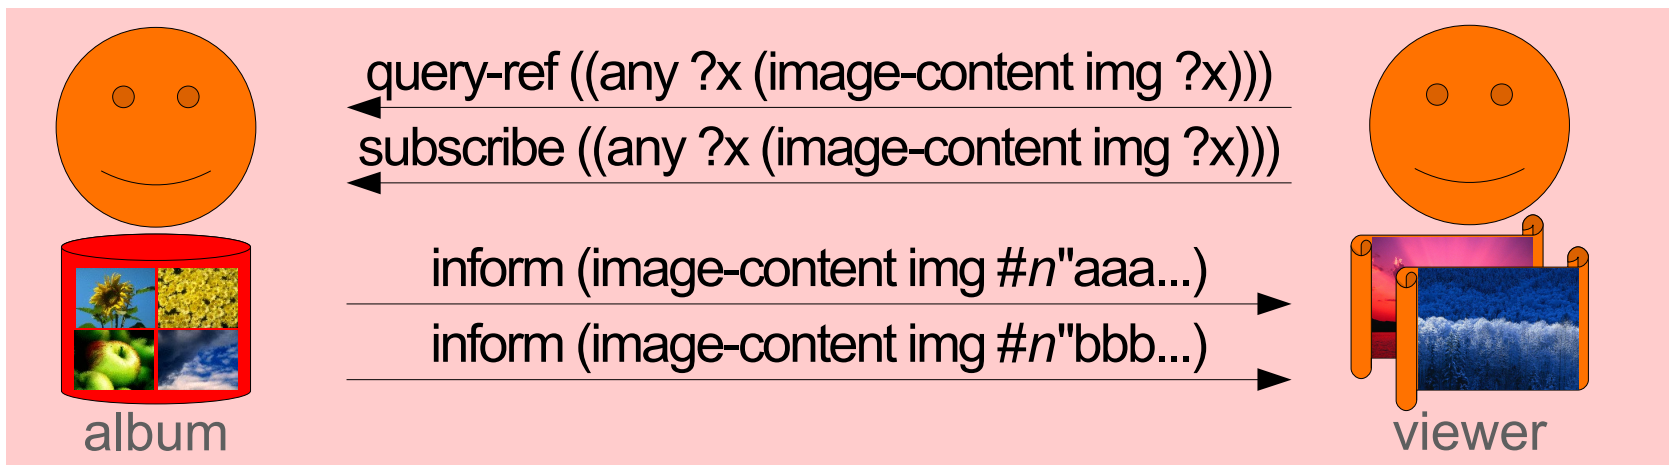 query-ref ((any ?x (image-content img ?x)))
subscribe ((any ?x (image-content img ?x)))
inform (image-content img #n"aaa...)
inform (image-content img #n"bbb...)
album
viewer